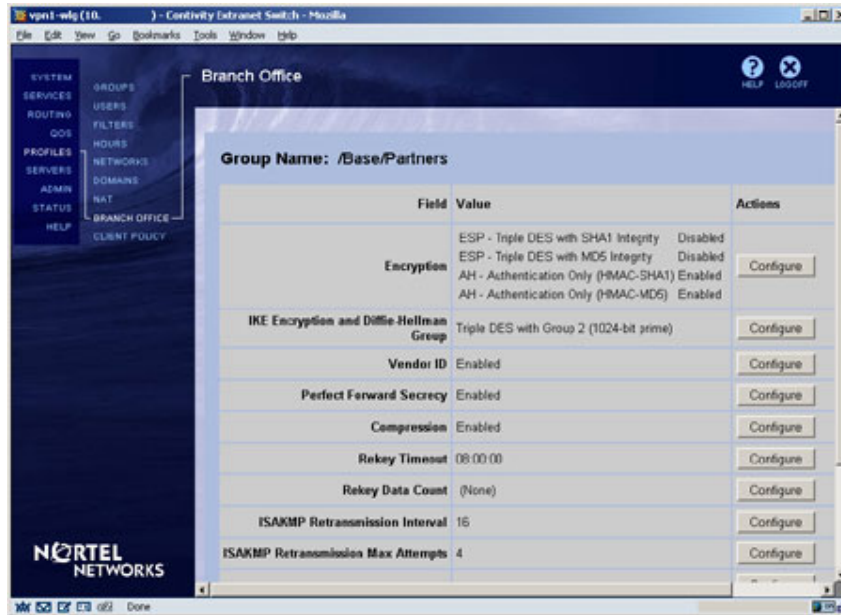 vpn1-wlg (10. ) - Contivity Extranet Switch - Mozilla
File Edit View Go Bookmarks Tools Window Help
SYSTEM
SERVICES
ROUTING
QOS
PROFILES
SERVERS
ADMIN
STATUS
HELP
GROUPS
USERS
FILTERS
HOURS
NETWORKS
DOMAINS
NAT
BRANCH OFFICE
CLIENT POLICY
Branch Office
HELP LOGOFF
Group Name: /Base/Partners
Field Value Actions
Encryption
ESP - Triple DES with SHA1 Integrity Disabled
ESP - Triple DES with MD5 Integrity Disabled
AH - Authentication Only (HMAC-SHA1) Enabled
AH - Authentication Only (HMAC-MD5) Enabled
Configure
IKE Encryption and Diffie-Hellman
Group
Triple DES with Group 2 (1024-bit prime) Configure
Vendor ID Enabled Configure
Perfect Forward Secrecy Enabled Configure
Compression Enabled Configure
Rekey Timeout 08:00:00 Configure
Rekey Data Count (None) Configure
ISAKMP Retransmission Interval 16 Configure
ISAKMP Retransmission Max Attempts 4 Configure
NORTEL
NETWORKS
Done